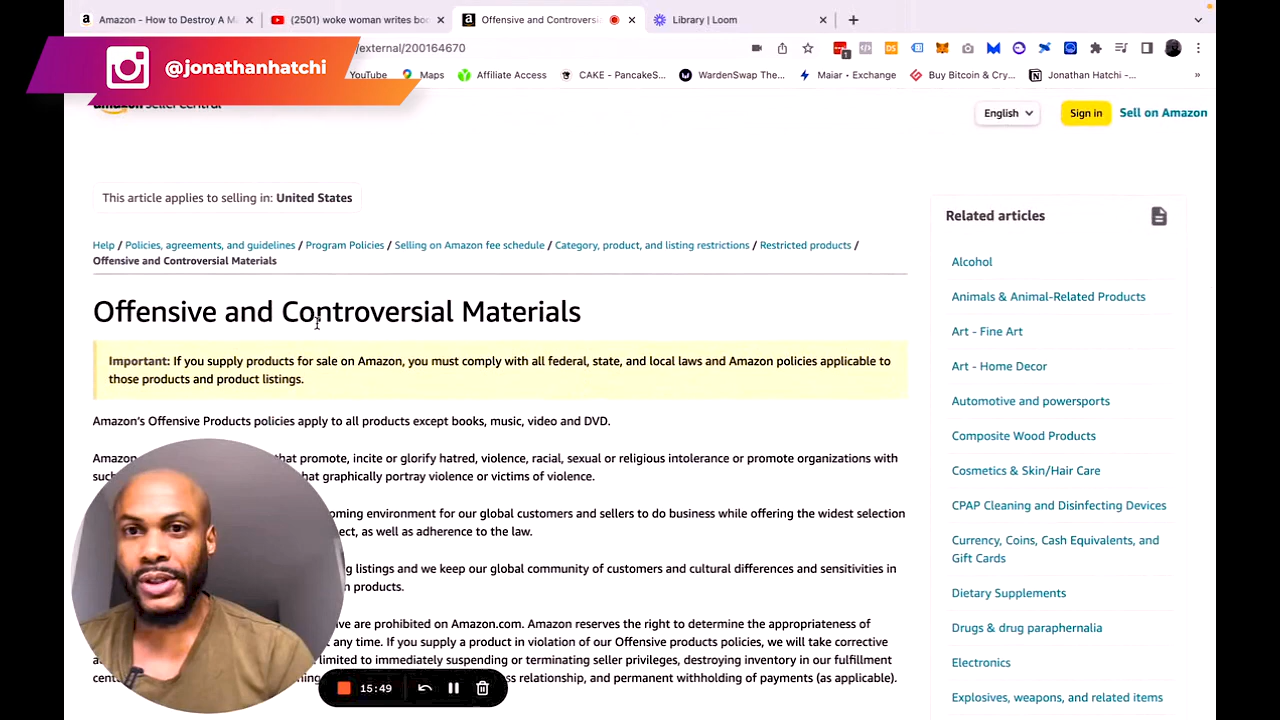 Amazon - How to Destroy A M
(2501) woke woman writes boo
Offensive and Controversi
Library | Loom
@jonathanhatchi
external/200164670
YouTube
Maps
Affiliate Access
CAKE - PancakeS...
WardenSwap The...
Maiar • Exchange
Buy Bitcoin & Cry...
Jonathan Hatchi -...
»
English
Sign in
Sell on Amazon
This article applies to selling in: United States
Help / Policies, agreements, and guidelines / Program Policies / Selling on Amazon fee schedule / Category, product, and listing restrictions / Restricted products /
Offensive and Controversial Materials
Offensive and Controversial Materials
Important: If you supply products for sale on Amazon, you must comply with all federal, state, and local laws and Amazon policies applicable to
those products and product listings.
Amazon's Offensive Products policies apply to all products except books, music, video and DVD.
Amazon
that promote, incite or glorify hatred, violence, racial, sexual or religious intolerance or promote organizations with
suc
hat graphically portray violence or victims of violence.
oming environment for our global customers and sellers to do business while offering the widest selection
ect, as well as adherence to the law.
g listings and we keep our global community of customers and cultural differences and sensitivities in
n products.
ve are prohibited on Amazon.com. Amazon reserves the right to determine the appropriateness of
any time. If you supply a product in violation of our Offensive products policies, we will take corrective
limited to immediately suspending or terminating seller privileges, destroying inventory in our fulfillment
cent
ss relationship, and permanent withholding of payments (as applicable).
15:49
Related articles
Alcohol
Animals & Animal-Related Products
Art - Fine Art
Art - Home Decor
Automotive and powersports
Composite Wood Products
Cosmetics & Skin/Hair Care
CPAP Cleaning and Disinfecting Devices
Currency, Coins, Cash Equivalents, and
Gift Cards
Dietary Supplements
Drugs & drug paraphernalia
Electronics
Explosives, weapons, and related items